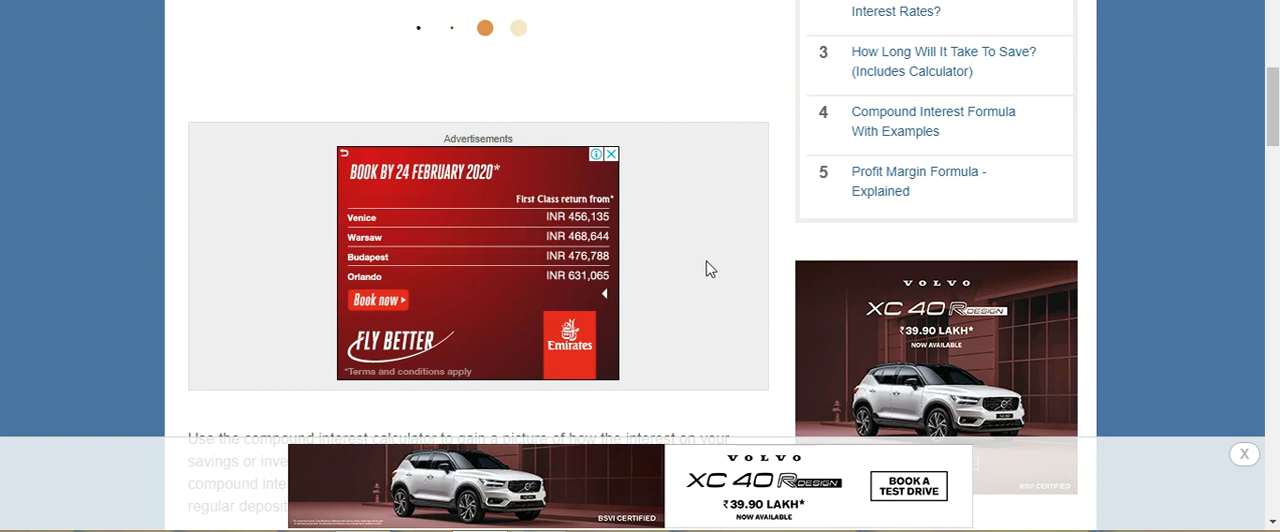 Interest Rates?
3 How Long Will It Take To Save?
(Includes Calculator)
4 Compound Interest Formula
With Examples
5 Profit Margin Formula -
Explained
Advertisements
BOOK BY 24 FEBRUARY 2020*
First Class return from*
Venice INR 456,135
Warsaw INR 468,644
Budapest INR 476,788
Orlando INR 631,065
Book now
FLY BETTER
Emirates
*Terms and conditions apply
VOLVO
XC 40 R DESIGN
₹39.90 LAKH*
NOW AVAILABLE
BSVI CERTIFIED
Use the compound interest calculator to gain a picture of how the interest on your
savings or inve
compound inte
regular deposit
BSVI CERTIFIED
VOLVO
XC 40 R DESIGN
₹39.90 LAKH*
NOW AVAILABLE
BOOK A
TEST DRIVE
X